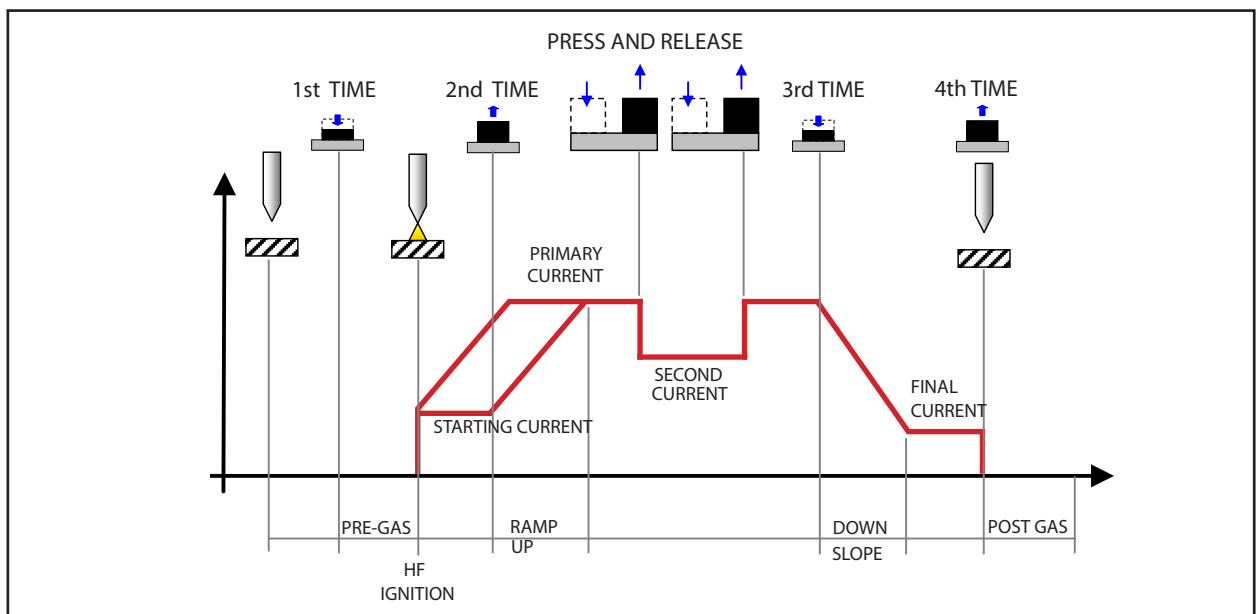 PRESS AND RELEASE
1st TIME
2nd TIME
3rd TIME
4th TIME
PRIMARY
CURRENT
SECOND
CURRENT
STARTING CURRENT
FINAL
CURRENT
PRE-GAS
RAMP
UP
DOWN
SLOPE
POST GAS
HF
IGNITION